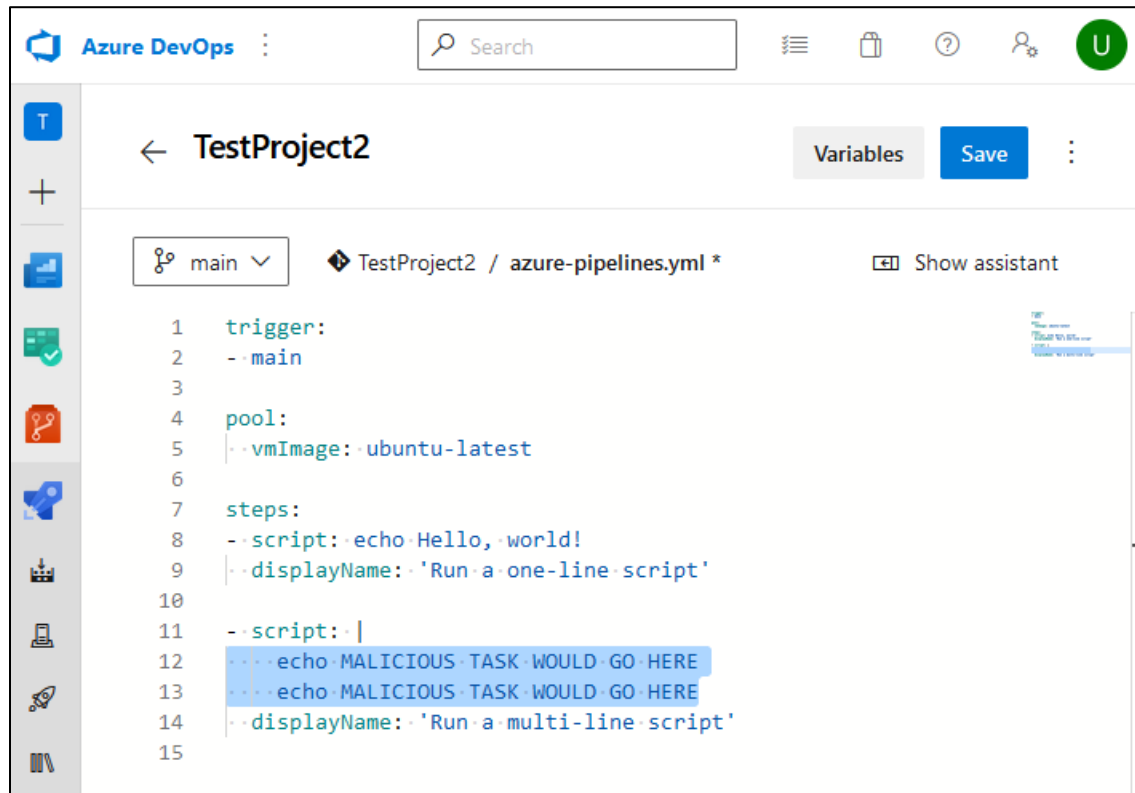 Azure DevOps
Search
U
T
TestProject2
Variables
Save
main
TestProject2 / azure-pipelines.yml *
Show assistant
1 trigger:
2 - main
3
4 pool:
5   vmImage: ubuntu-latest
6
7 steps:
8 - script: echo Hello, world!
9   displayName: 'Run a one-line script'
10
11 - script: |
12     echo MALICIOUS TASK WOULD GO HERE
13     echo MALICIOUS TASK WOULD GO HERE
14   displayName: 'Run a multi-line script'
15